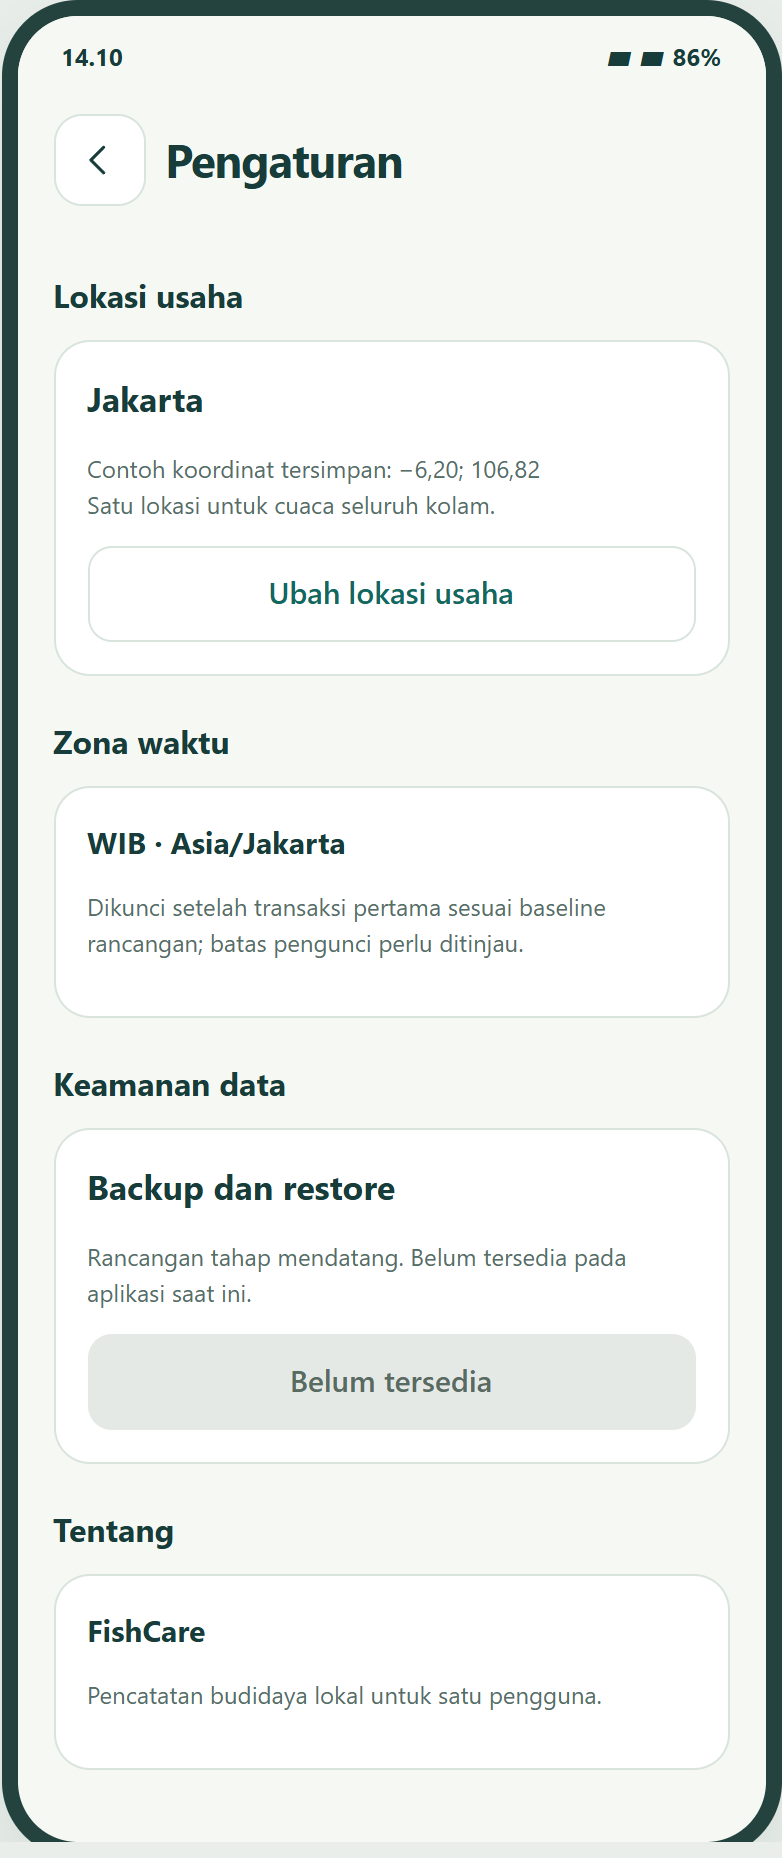 14.10
86%
Pengaturan
Lokasi usaha
Jakarta
Contoh koordinat tersimpan: −6,20; 106,82
Satu lokasi untuk cuaca seluruh kolam.
Ubah lokasi usaha
Zona waktu
WIB · Asia/Jakarta
Dikunci setelah transaksi pertama sesuai baseline
rancangan; batas pengunci perlu ditinjau.
Keamanan data
Backup dan restore
Rancangan tahap mendatang. Belum tersedia pada
aplikasi saat ini.
Belum tersedia
Tentang
FishCare
Pencatatan budidaya lokal untuk satu pengguna.